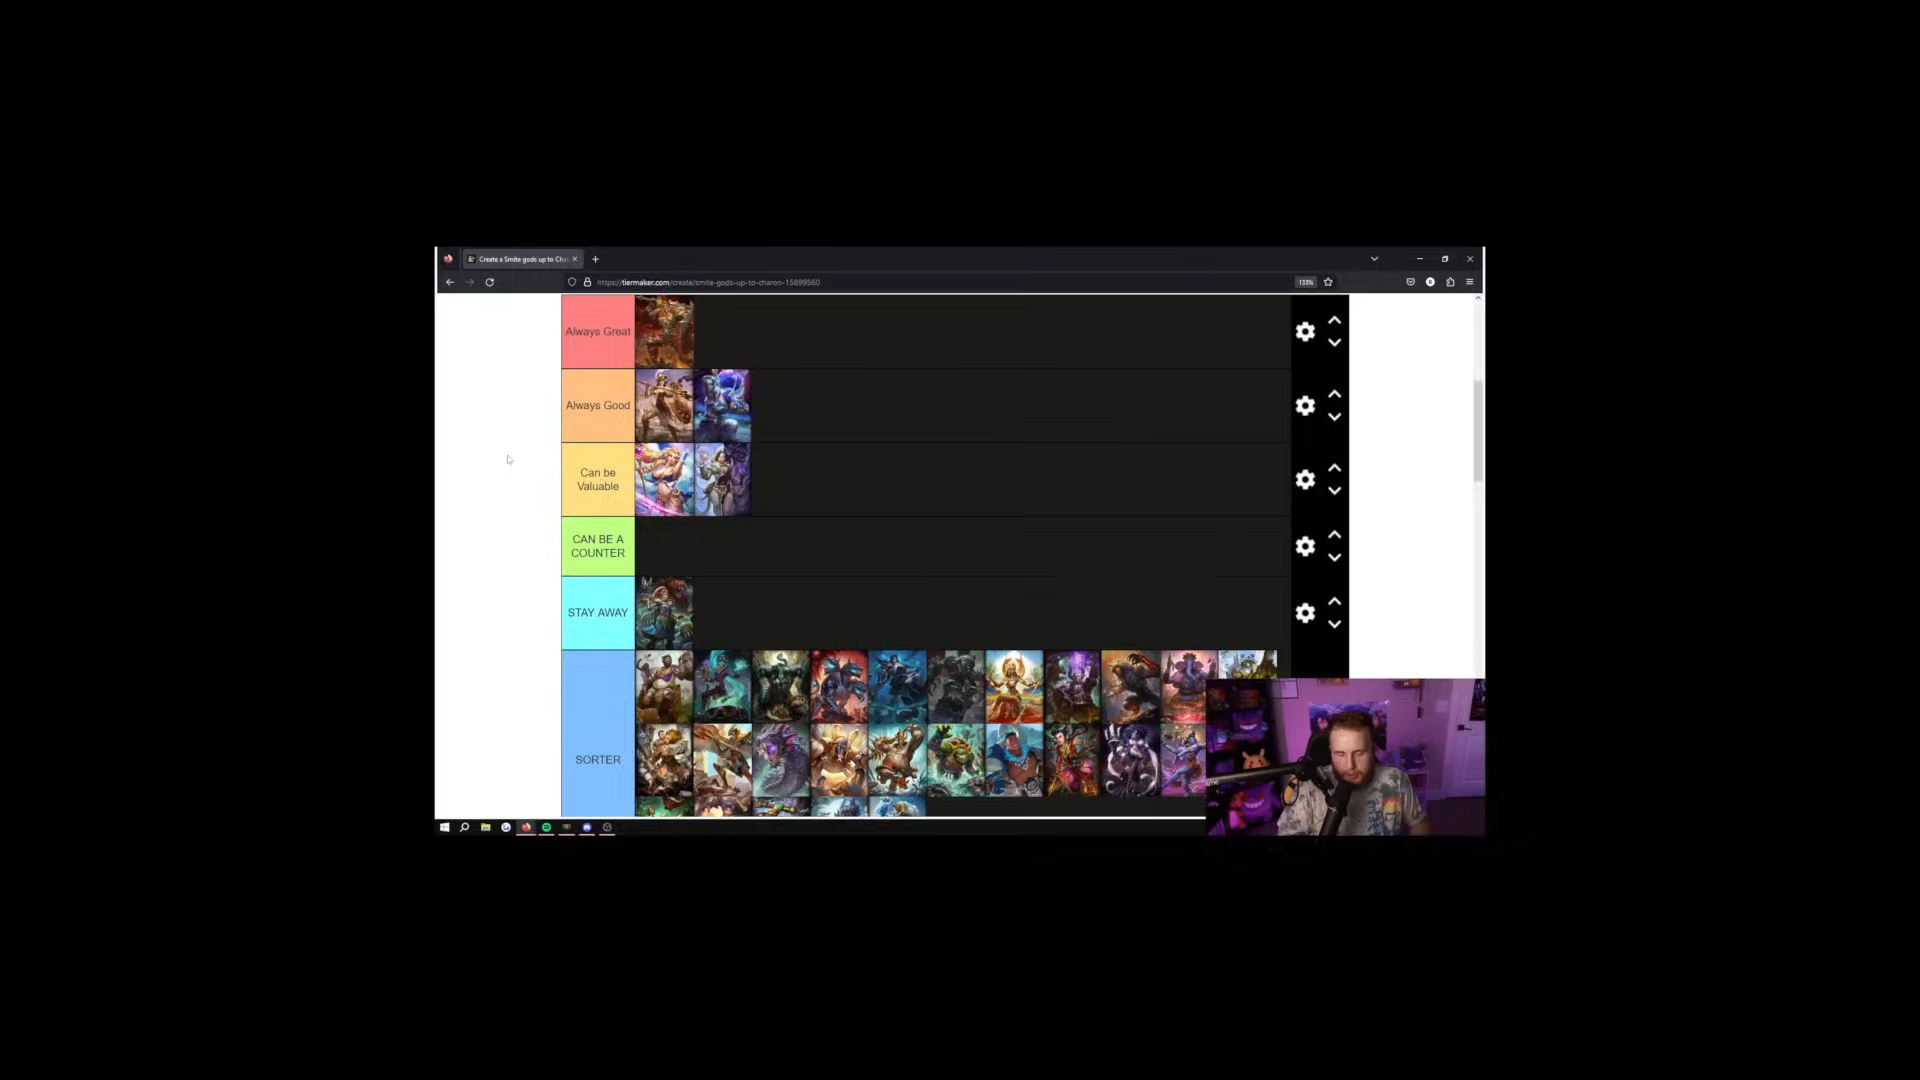 Create a Smite gods up to Cha
https://tiermaker.com/create/smite-gods-up-to-charon-15899560
133%
Always Great
Always Good
Can be
Valuable
CAN BE A
COUNTER
STAY AWAY
SORTER